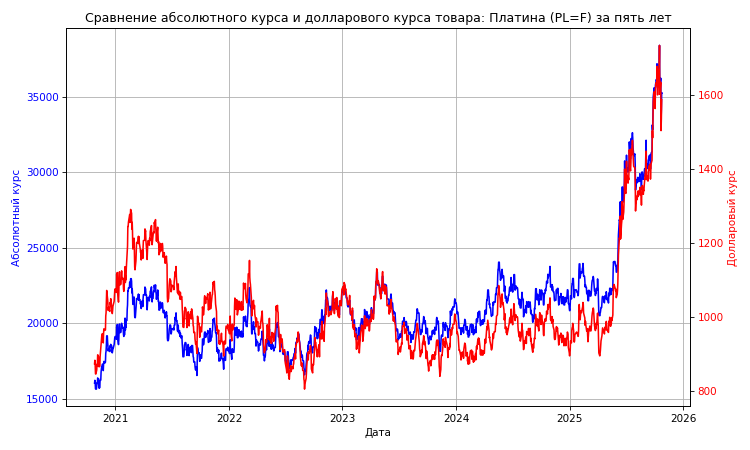 Сравнение абсолютного курса и долларового курса товара: Платина (PL=F) за пять лет
Абсолютный курс
35000
30000
25000
20000
15000
1600
1400
1200
1000
800
Долларовый курс
2021 2022 2023 2024 2025 2026
Дата